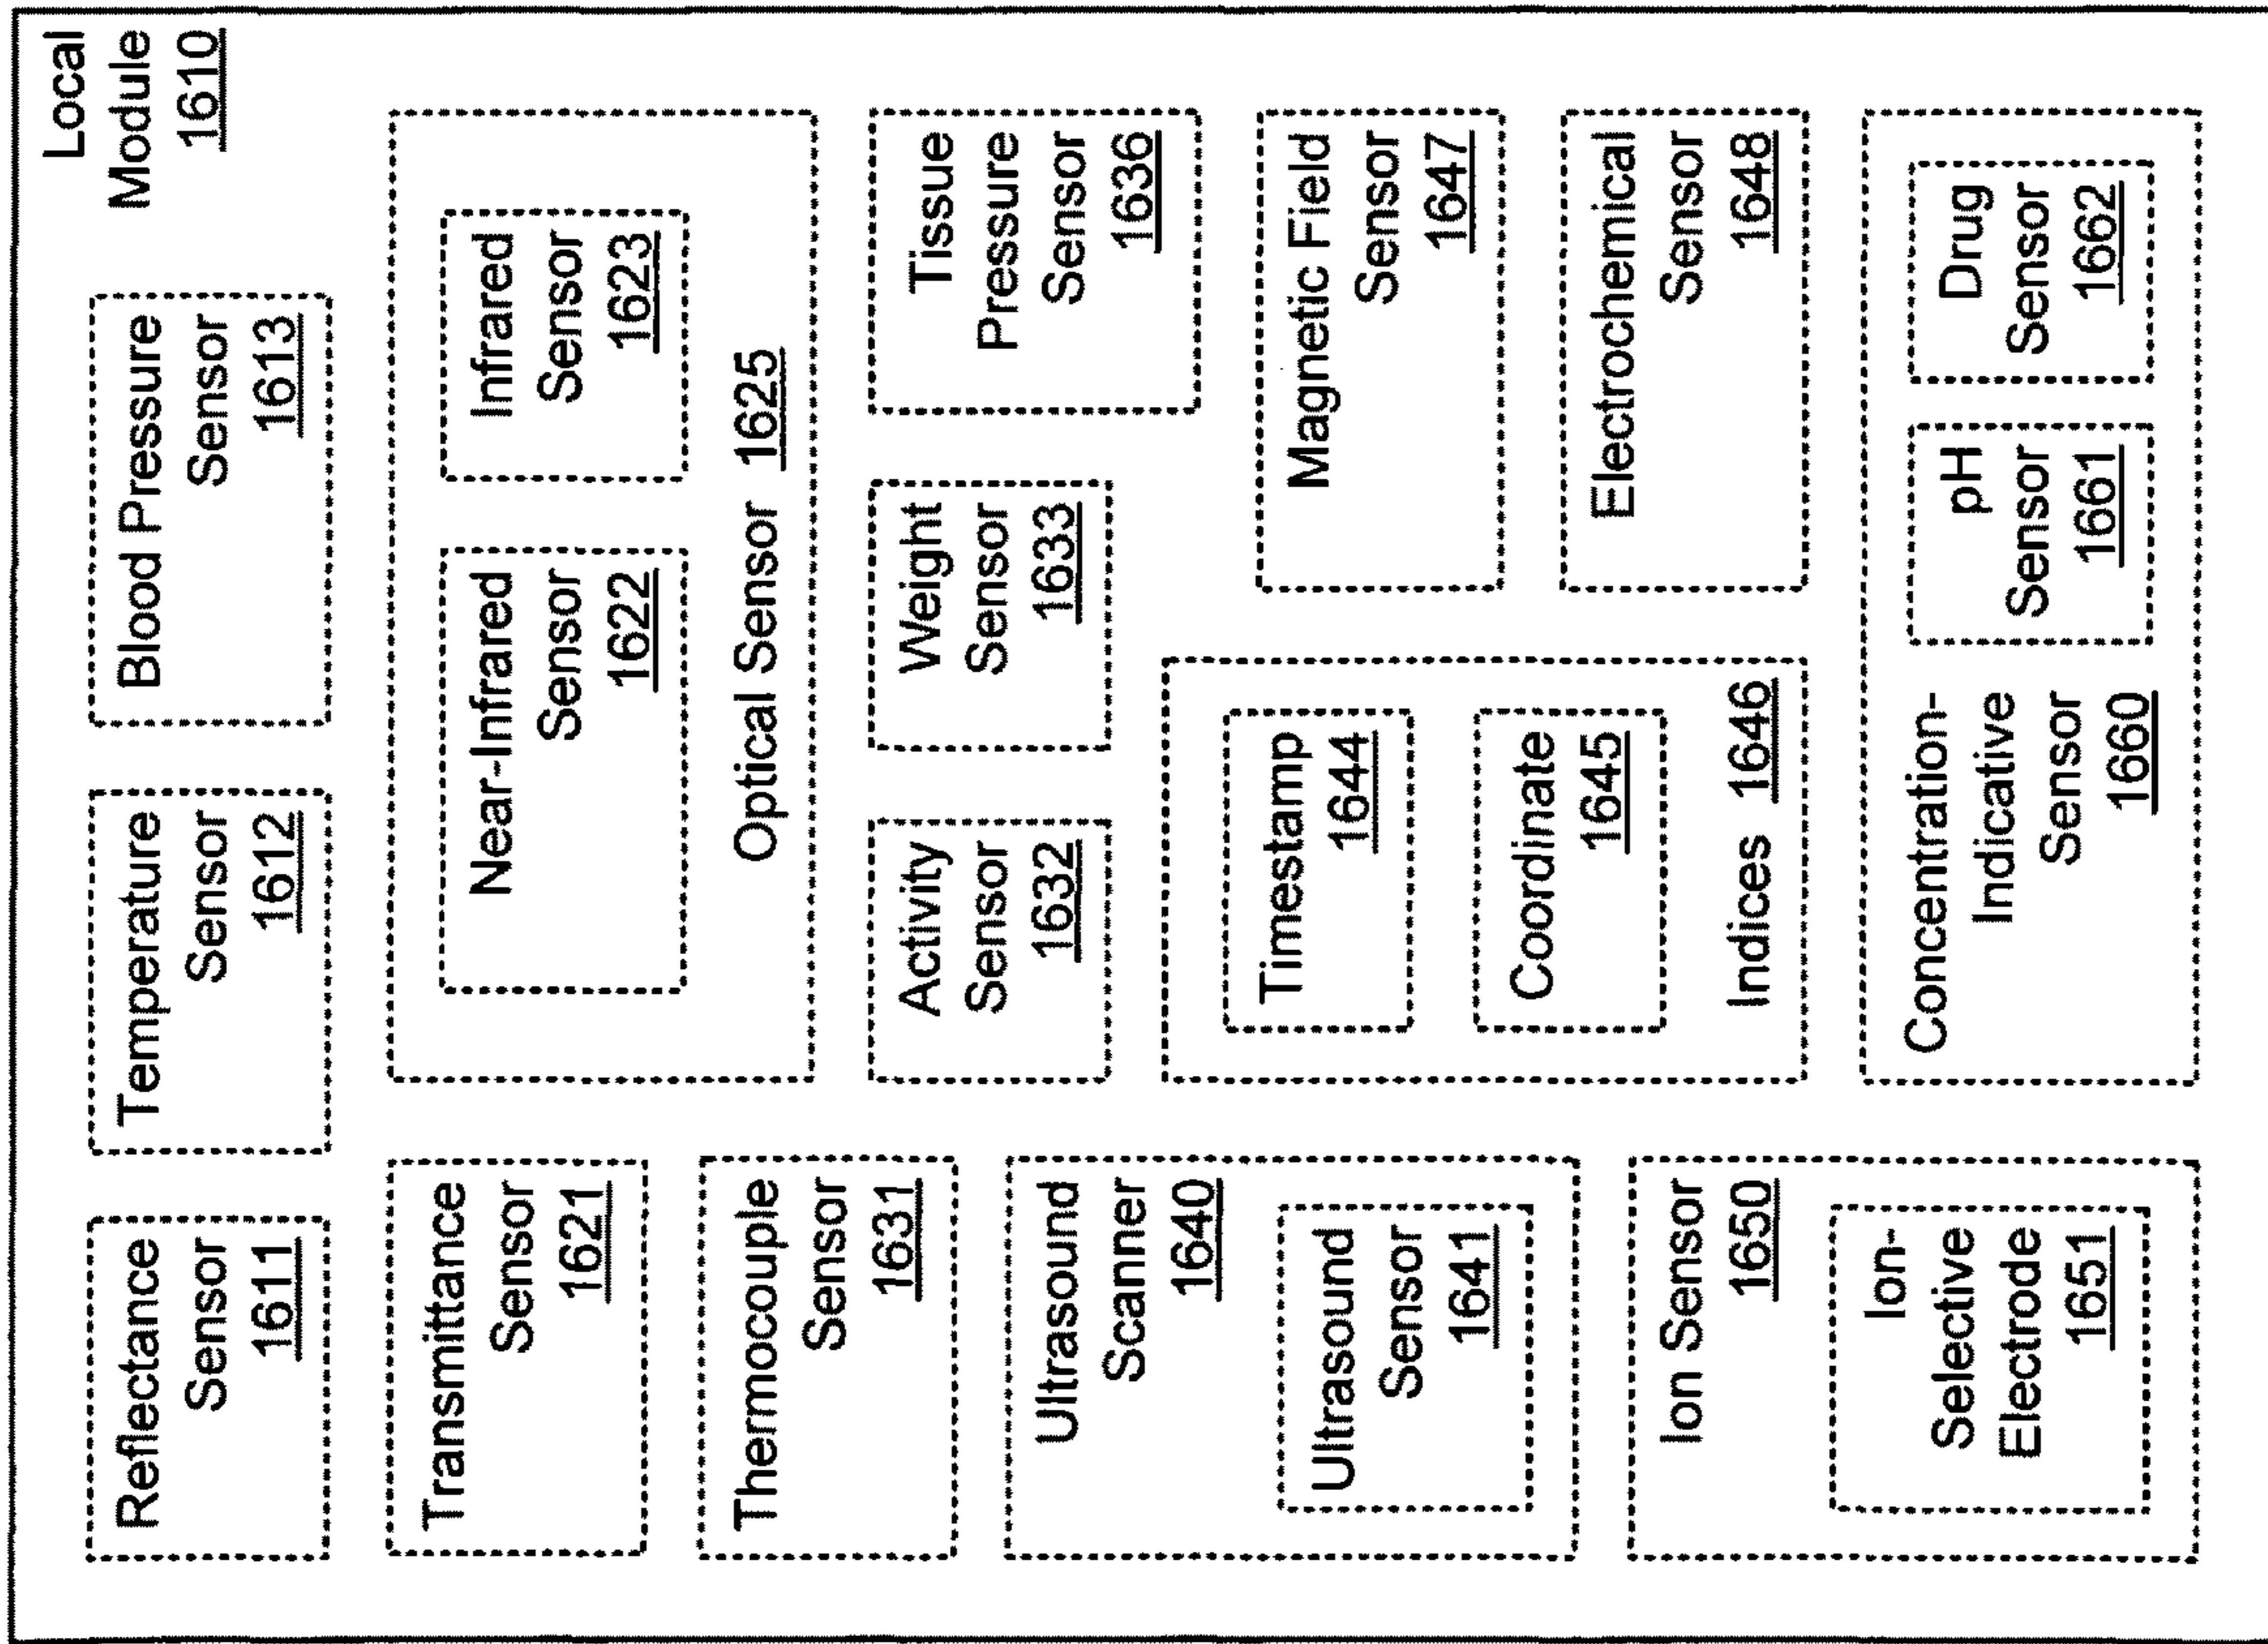 Local
Module
1610
Reflectance
Sensor
1611
Temperature
Sensor
1612
Blood Pressure
Sensor
1613
Transmittance
Sensor
1621
Near-Infrared
Sensor
1622
Infrared
Sensor
1623
Optical Sensor 1625
Thermocouple
Sensor
1631
Activity
Sensor
1632
Weight
Sensor
1633
Tissue
Pressure
Sensor
1636
Ultrasound
Scanner
1640
Ultrasound
Sensor
1641
Timestamp
1644
Coordinate
1645
Indices 1646
Magnetic Field
Sensor
1647
Electrochemical
Sensor
1648
Ion Sensor
1650
Ion-
Selective
Electrode
1651
Concentration-
Indicative
Sensor
1660
pH
Sensor
1661
Drug
Sensor
1662